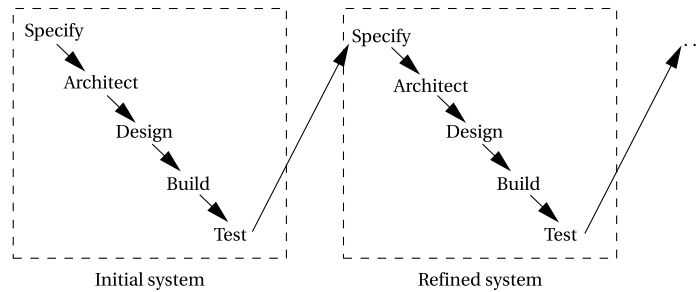 Specify
Architect
Design
Build
Test
Initial system
Specify
Architect
Design
Build
Test
Refined system
. .